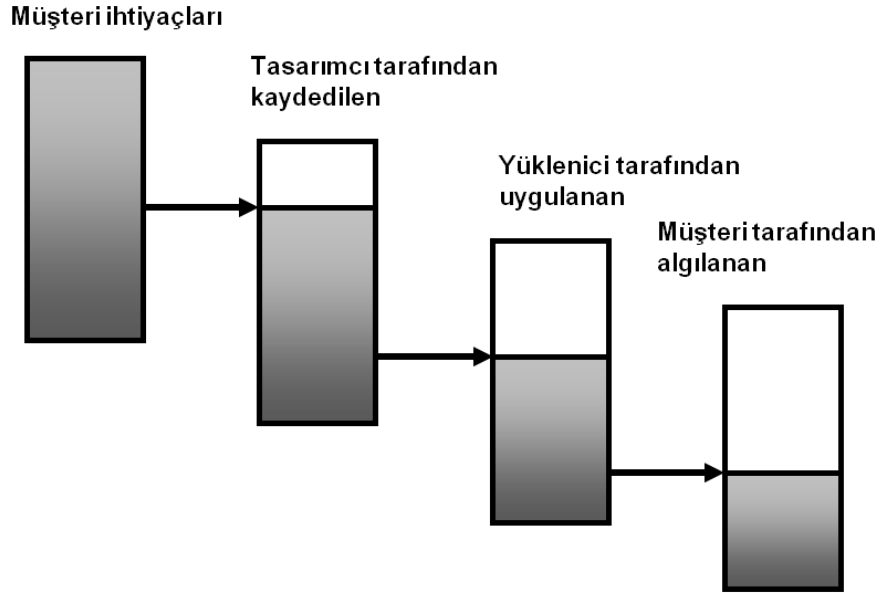 Müşteri ihtiyaçları
Tasarımcı tarafından
kaydedilen
Yüklenici tarafından
uygulanan
Müşteri tarafından
algılanan